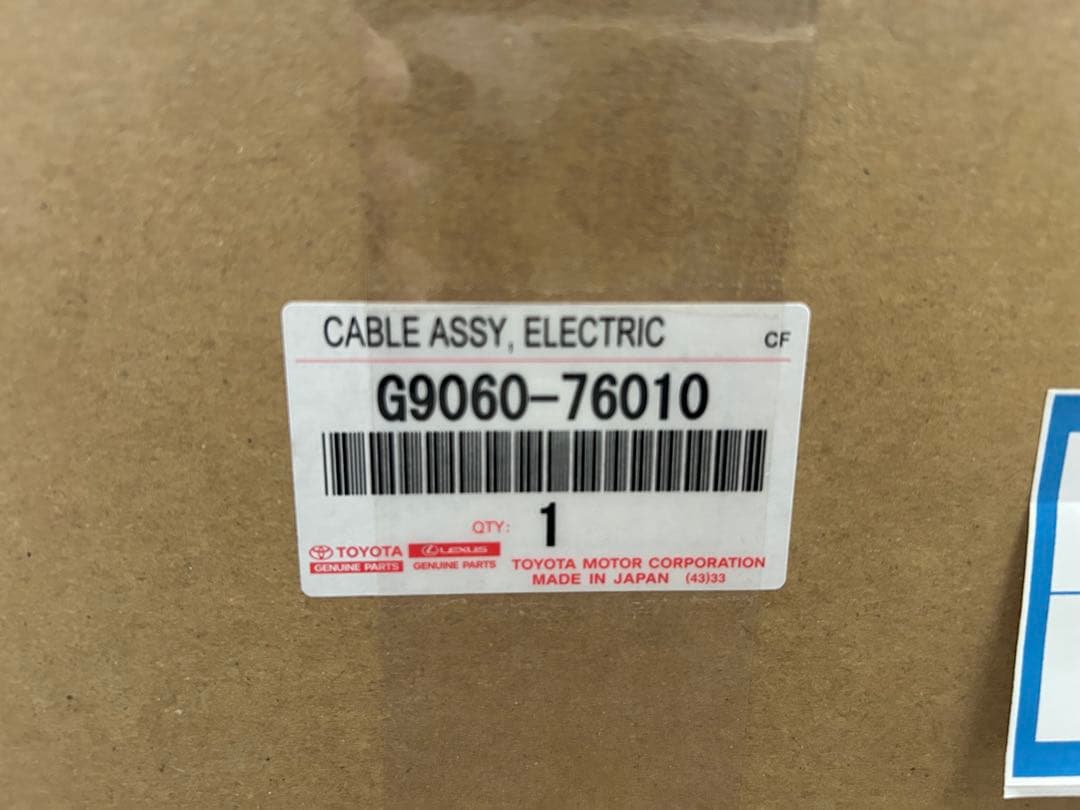 CABLE ASSY, ELECTRIC CF
G9060-76010
QTY: 1
TOYOTA LEXUS
GENUINE PARTS GENUINE PARTS
TOYOTA MOTOR CORPORATION
MADE IN JAPAN (43)33